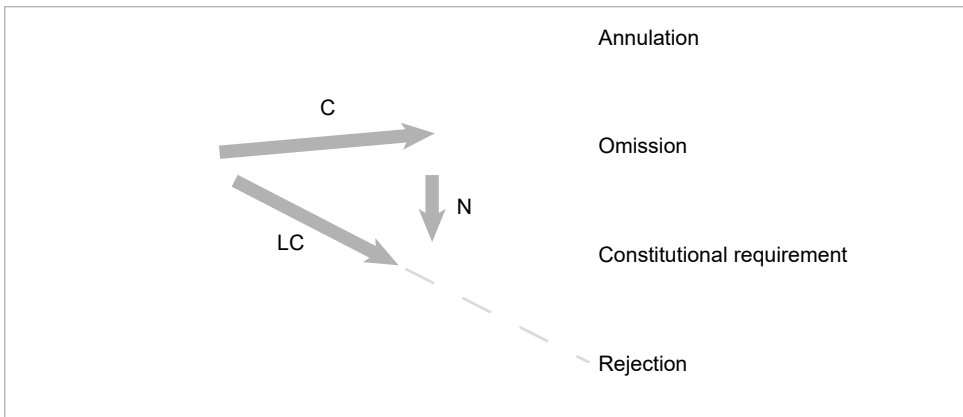 Annulation
C
Omission
N
LC
Constitutional requirement
Rejection